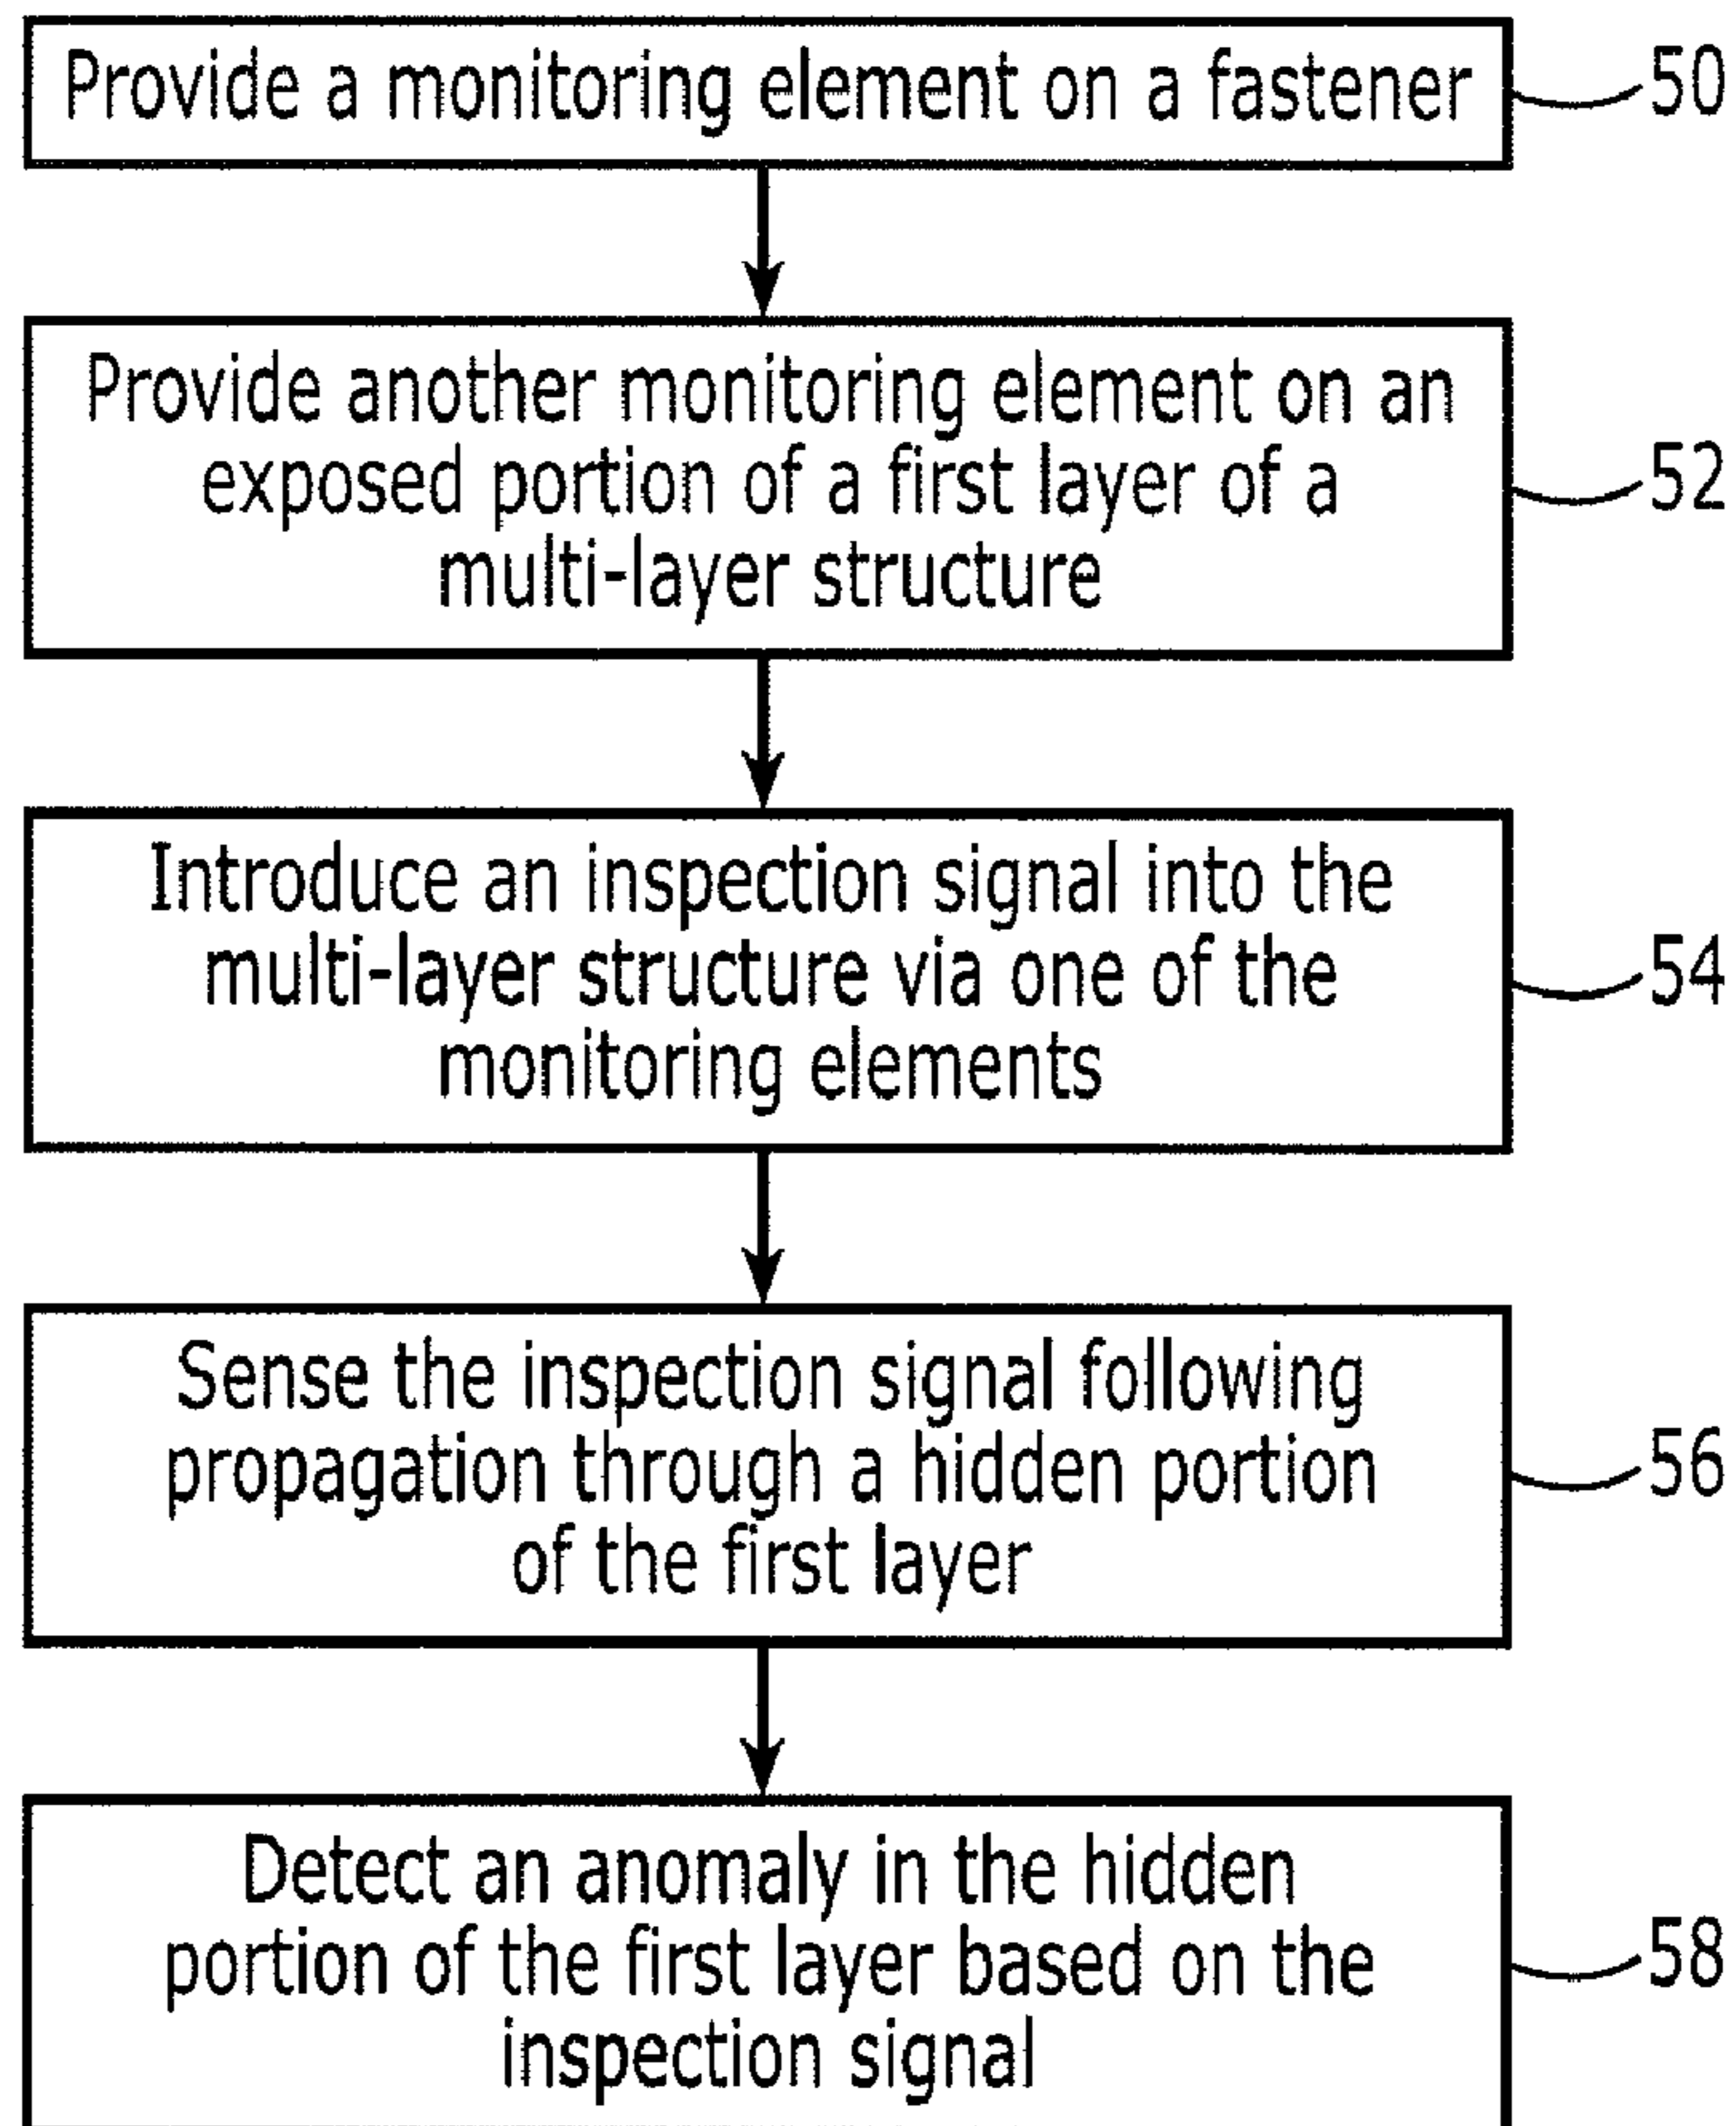 Provide a monitoring element on a fastener
50
Provide another monitoring element on an
exposed portion of a first layer of a
multi-layer structure
52
Introduce an inspection signal into the
multi-layer structure via one of the
monitoring elements
54
Sense the inspection signal following
propagation through a hidden portion
of the first layer
56
Detect an anomaly in the hidden
portion of the first layer based on the
inspection signal
58